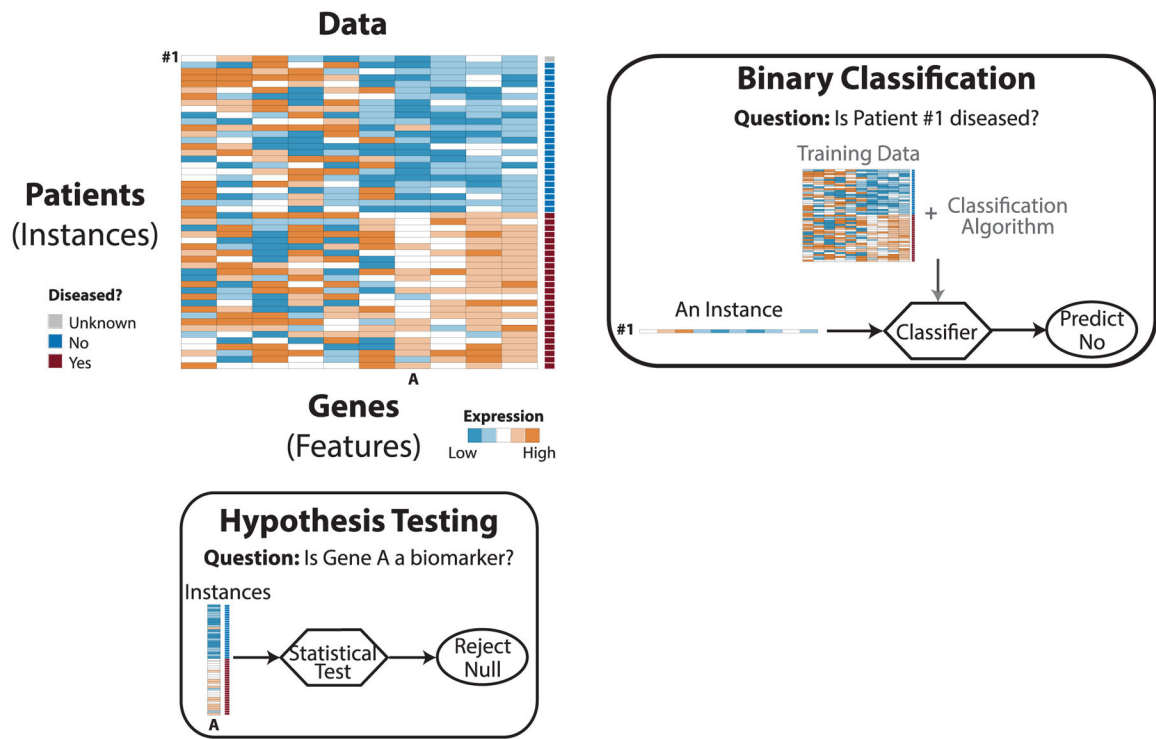 Data
#1
Patients
(Instances)
Diseased?
Unknown
No
Yes
A
Genes
(Features)
Expression
Low
High
Binary Classification
Question: Is Patient #1 diseased?
Training Data
+
Classification
Algorithm
An Instance
#1
Classifier
Predict
No
Hypothesis Testing
Question: Is Gene A a biomarker?
Instances
A
Statistical
Test
Reject
Null